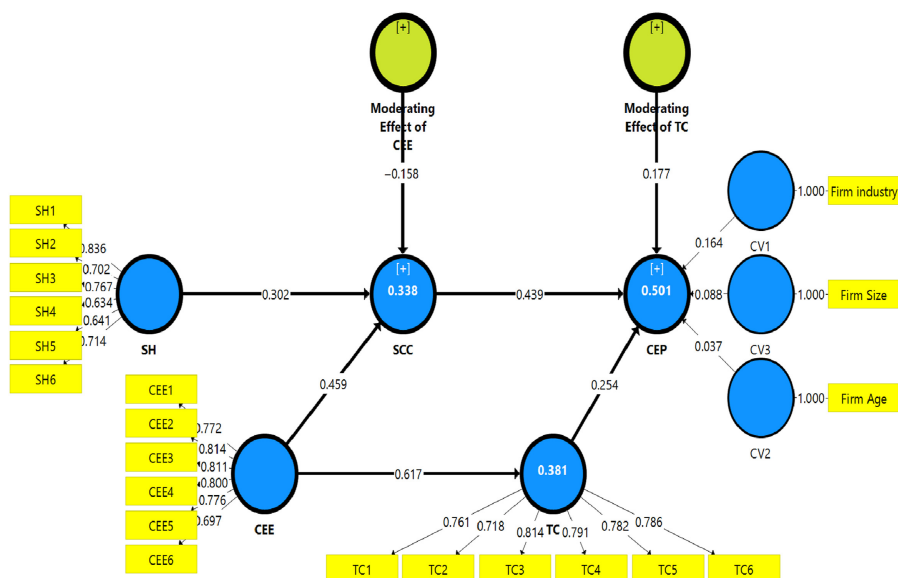 [+]
[+]
Moderating
Effect of
CEE
Moderating
Effect of TC
−0.158
0.177
1.000
Firm industry
CV1
0.164
SH1
SH2
SH3
SH4
SH5
SH6
0.836
0.702
0.767
0.634
0.641
0.714
SH
0.302
[+]
0.338
SCC
0.439
[+]
0.501
CEP
0.088
1.000
Firm Size
CV3
0.037
1.000
Firm Age
CV2
0.459
0.254
CEE1
CEE2
CEE3
CEE4
CEE5
CEE6
0.772
0.814
0.811
0.800
0.776
0.697
CEE
0.617
0.381
TC
0.761
0.718
0.814
0.791
0.782
0.786
TC1
TC2
TC3
TC4
TC5
TC6